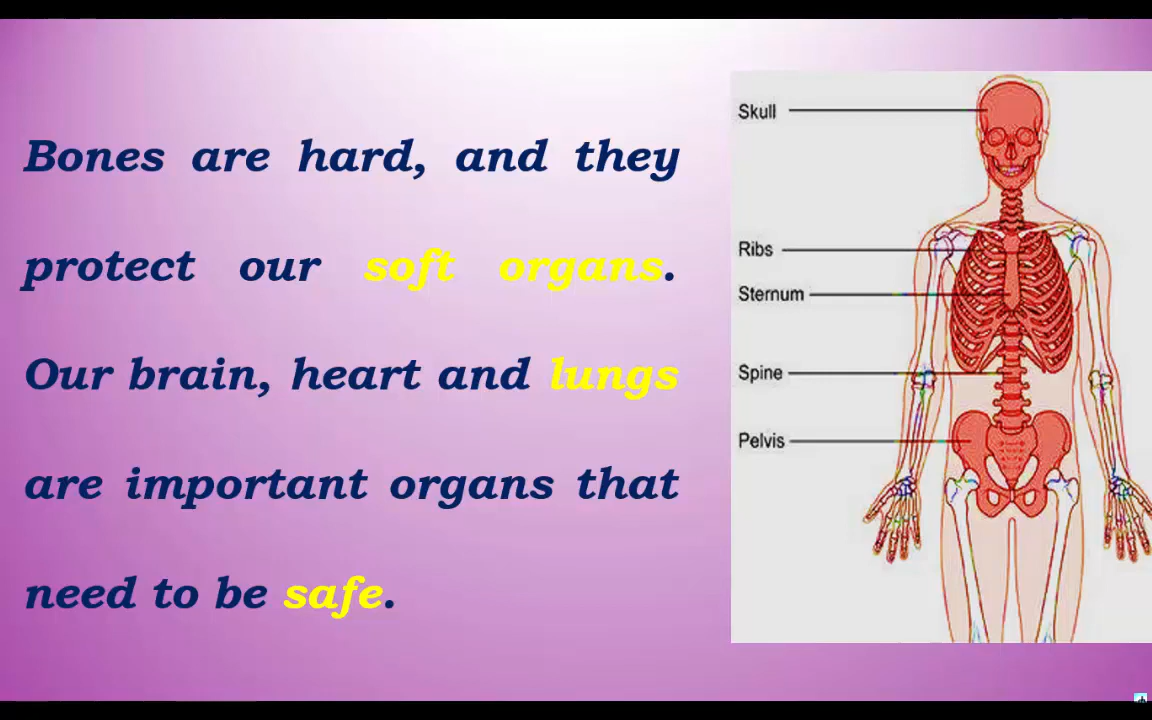 Bones are hard, and they
protect our soft organs.
Our brain, heart and lungs
are important organs that
need to be safe.
Skull
Ribs
Sternum
Spine
Pelvis